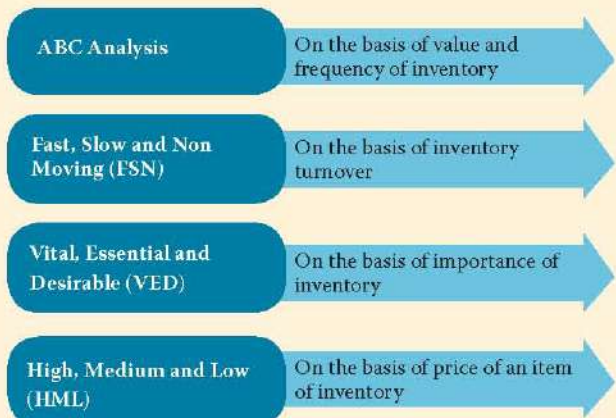 ABC Analysis
On the basis of value and
frequency of inventory
Fast, Slow and Non
Moving (FSN)
On the basis of inventory
turnover
Vital, Essential and
Desirable (VED)
On the basis of importance of
inventory
High, Medium and Low
(HML)
On the basis of price of an item
of inventory